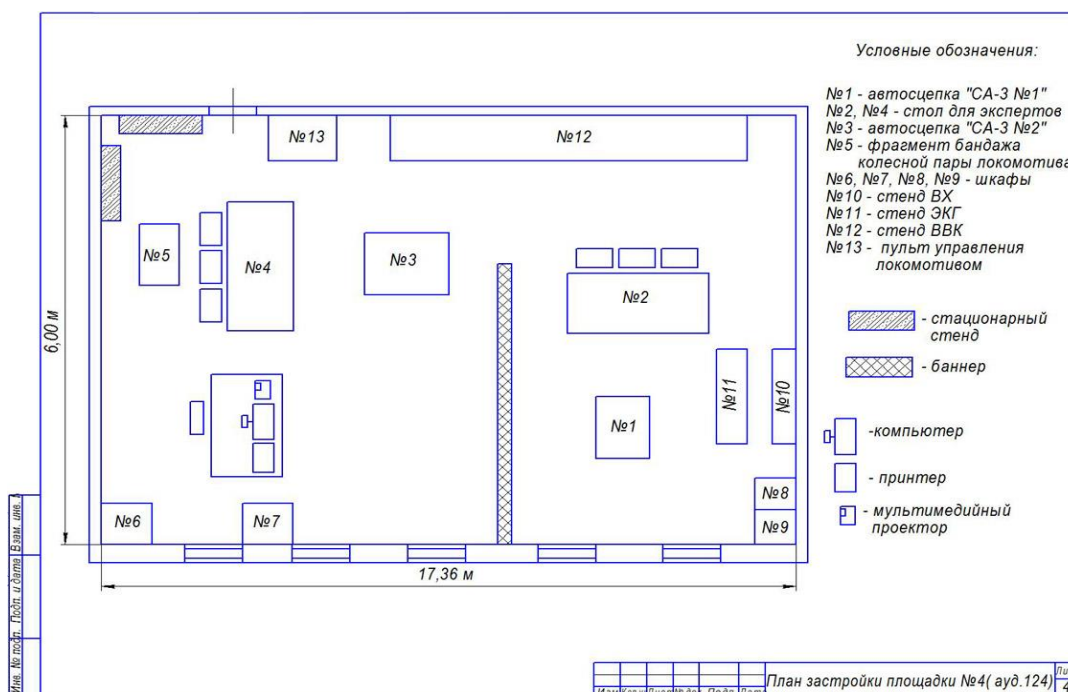 Условные обозначения:
№1 - автосцепка "СА-3 №1"
№2, №4 - стол для экспертов
№3 - автосцепка "СА-3 №2"
№5 - фрагмент бандажа
колесной пары локомотива
№6, №7, №8, №9 - шкафы
№10 - стенд ВХ
№11 - стенд ЭКГ
№12 - стенд ВВК
№13 - пульт управления
локомотивом
- стационарный
стенд
- баннер
-компьютер
- принтер
- мультимедийный
проектор
№13
№12
№5
№4
№3
№2
№11
№10
№1
№6
№7
№8
№9
6,00 м
17,36 м
Взам. инв.
Подп. и дата
Инв. № подл.
План застройки площадки №4( ауд.124)
4